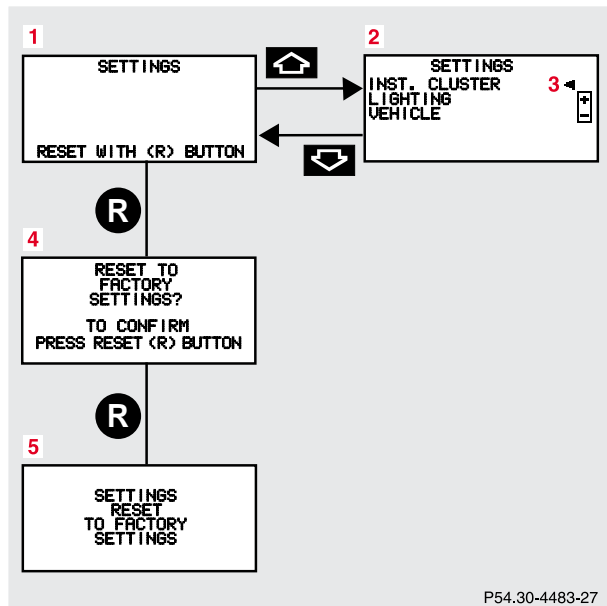 1
SETTINGS
RESET WITH (R) BUTTON
2
SETTINGS
INST. CLUSTER
3
LIGHTING
VEHICLE
+
-
R
4
RESET TO
FACTORY
SETTINGS?
TO CONFIRM
PRESS RESET (R) BUTTON
R
5
SETTINGS
RESET
TO FACTORY
SETTINGS
P54.30-4483-27